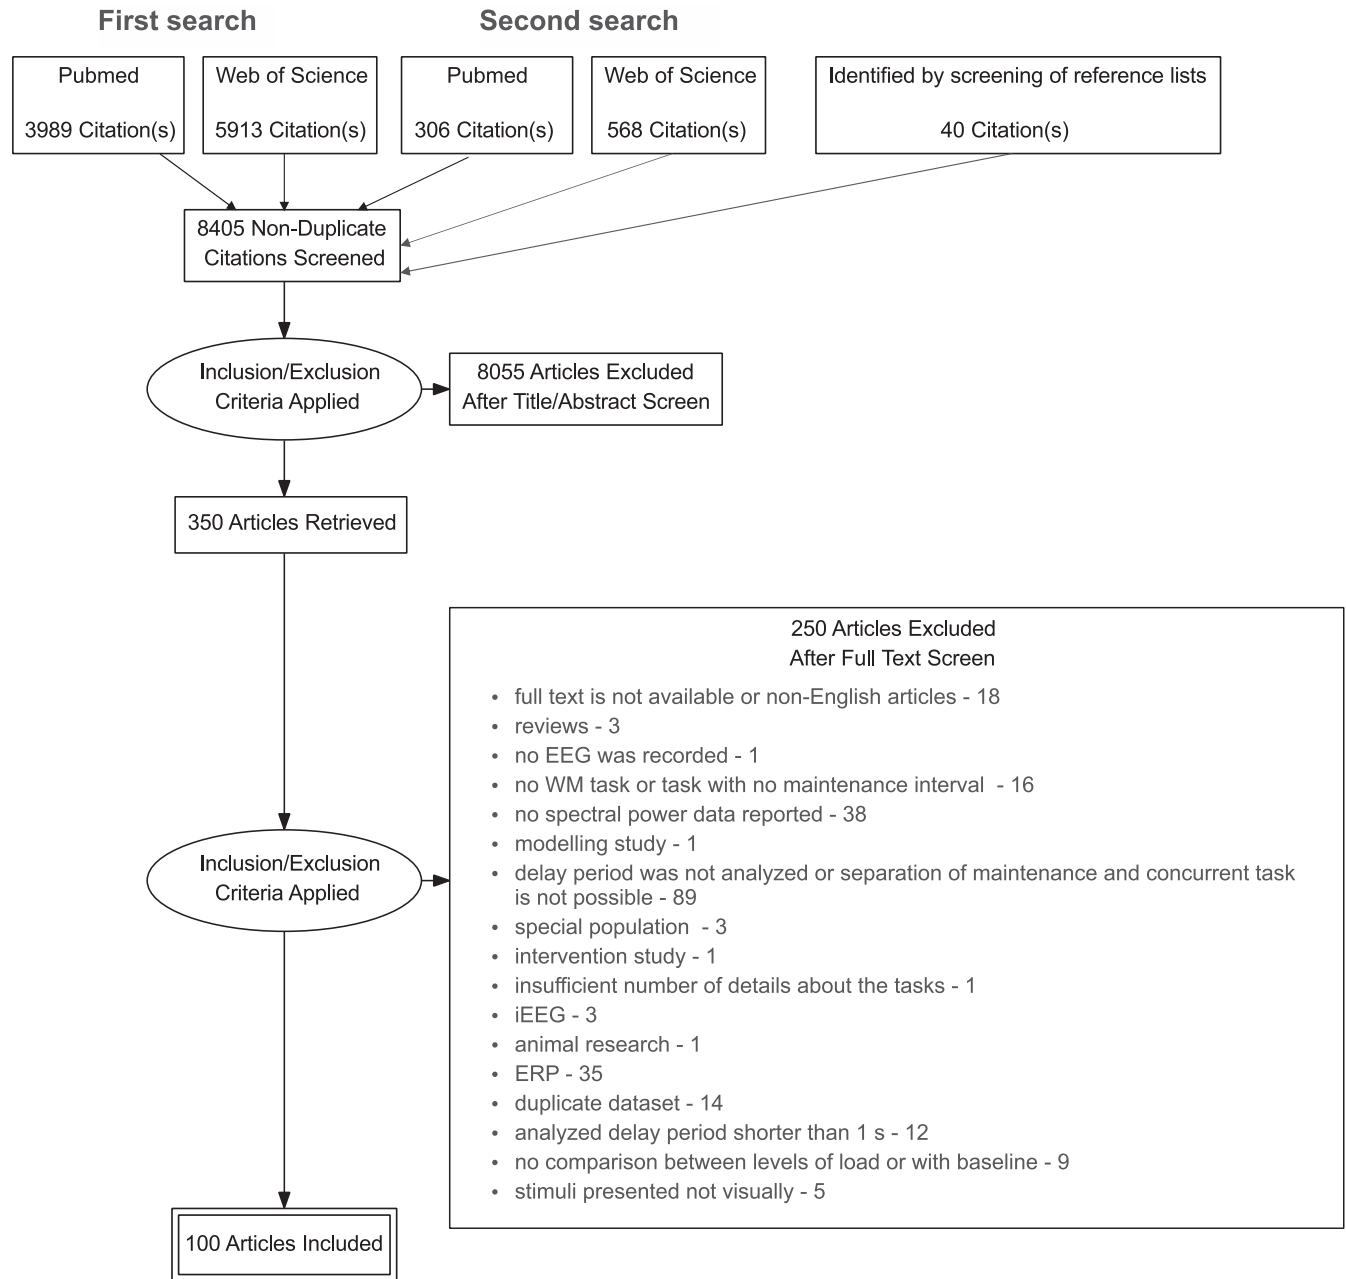 First search
Second search
Pubmed
3989 Citation(s)
Web of Science
5913 Citation(s)
Pubmed
306 Citation(s)
Web of Science
568 Citation(s)
Identified by screening of reference lists
40 Citation(s)
8405 Non-Duplicate
Citations Screened
Inclusion/Exclusion
Criteria Applied
8055 Articles Excluded
After Title/Abstract Screen
350 Articles Retrieved
Inclusion/Exclusion
Criteria Applied
250 Articles Excluded
After Full Text Screen
• full text is not available or non-English articles - 18
• reviews - 3
• no EEG was recorded - 1
• no WM task or task with no maintenance interval - 16
• no spectral power data reported - 38
• modelling study - 1
• delay period was not analyzed or separation of maintenance and concurrent task
is not possible - 89
• special population - 3
• intervention study - 1
• insufficient number of details about the tasks - 1
• iEEG - 3
• animal research - 1
• ERP - 35
• duplicate dataset - 14
• analyzed delay period shorter than 1 s - 12
• no comparison between levels of load or with baseline - 9
• stimuli presented not visually - 5
100 Articles Included